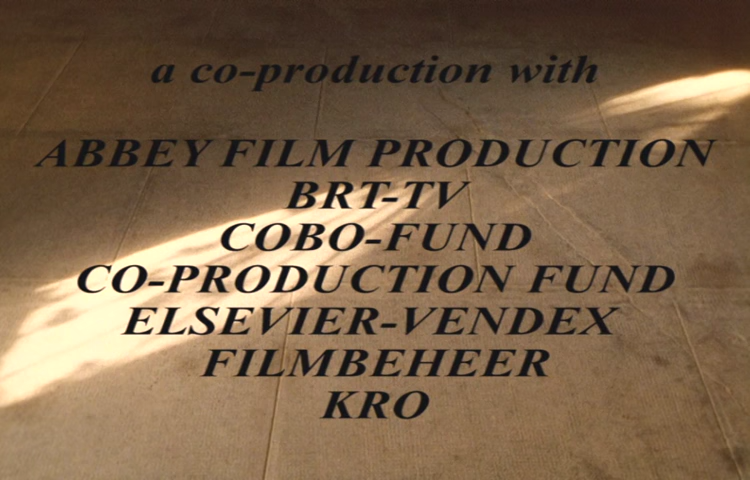 a co-production with
ABBEY FILM PRODUCTION
BRT-TV
COBO-FUND
CO-PRODUCTION FUND
ELSEVIER-VENDEX
FILMBEHEER
KRO